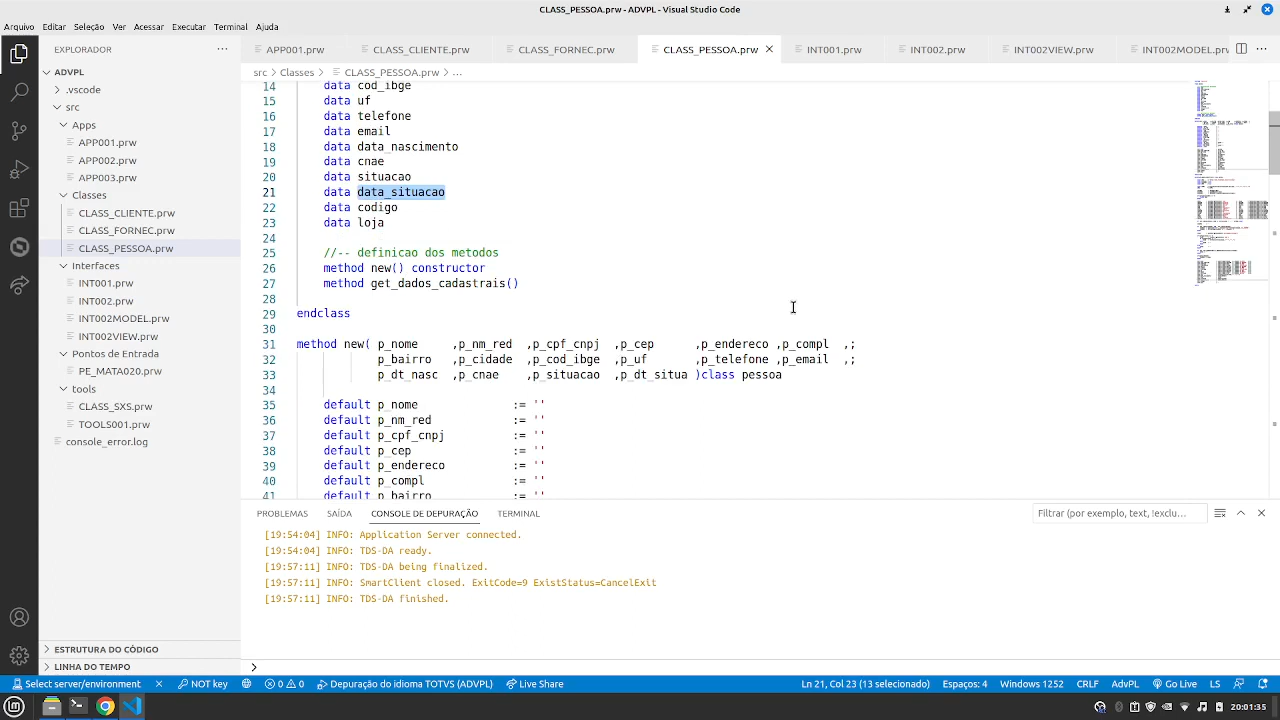 CLASS_PESSOA.prw - ADVPL - Visual Studio Code
Arquivo Editar Seleção Ver Acessar Executar Terminal Ajuda
EXPLORADOR
APP001.prw CLASS_CLIENTE.prw CLASS_FORNEC.prw CLASS_PESSOA.prw INT001.prw INT002.prw INT002VIEW.prw INT002MODEL.prw
src > Classes > CLASS_PESSOA.prw > ...
ADVPL
.vscode
src
Apps
APP001.prw
APP002.prw
APP003.prw
Classes
CLASS_CLIENTE.prw
CLASS_FORNEC.prw
CLASS_PESSOA.prw
Interfaces
INT001.prw
INT002.prw
INT002MODEL.prw
INT002VIEW.prw
Pontos de Entrada
PE_MATA020.prw
tools
CLASS_SXS.prw
TOOLS001.prw
console_error.log
ESTRUTURA DO CÓDIGO
LINHA DO TEMPO
14 data cod_ibge
15 data uf
16 data telefone
17 data email
18 data data_nascimento
19 data cnae
20 data situacao
21 data data_situacao
22 data codigo
23 data loja
24
25 //-- definicao dos metodos
26 method new() constructor
27 method get_dados_cadastrais()
28
29 endclass
30
31 method new( p_nome ,p_nm_red ,p_cpf_cnpj ,p_cep ,p_endereco ,p_compl ,;
32 p_bairro ,p_cidade ,p_cod_ibge ,p_uf ,p_telefone ,p_email ,;
33 p_dt_nasc ,p_cnae ,p_situacao ,p_dt_situa )class pessoa
34
35 default p_nome := ''
36 default p_nm_red := ''
37 default p_cpf_cnpj := ''
38 default p_cep := ''
39 default p_endereco := ''
40 default p_compl := ''
41 default p_bairro := ''
PROBLEMAS SAÍDA CONSOLE DE DEPURAÇÃO TERMINAL
Filtrar (por exemplo, text, !exclu...
[19:54:04] INFO: Application Server connected.
[19:54:04] INFO: TDS-DA ready.
[19:57:11] INFO: TDS-DA being finalized.
[19:57:11] INFO: SmartClient closed. ExitCode=9 ExistStatus=CancelExit
[19:57:11] INFO: TDS-DA finished.
>
Select server/environment NOT key 0 0 Depuração do idioma TOTVS (ADVPL) Live Share Ln 21, Col 23 (13 selecionado) Espaços: 4 Windows 1252 CRLF AdvPL Go Live LS
20:01:35